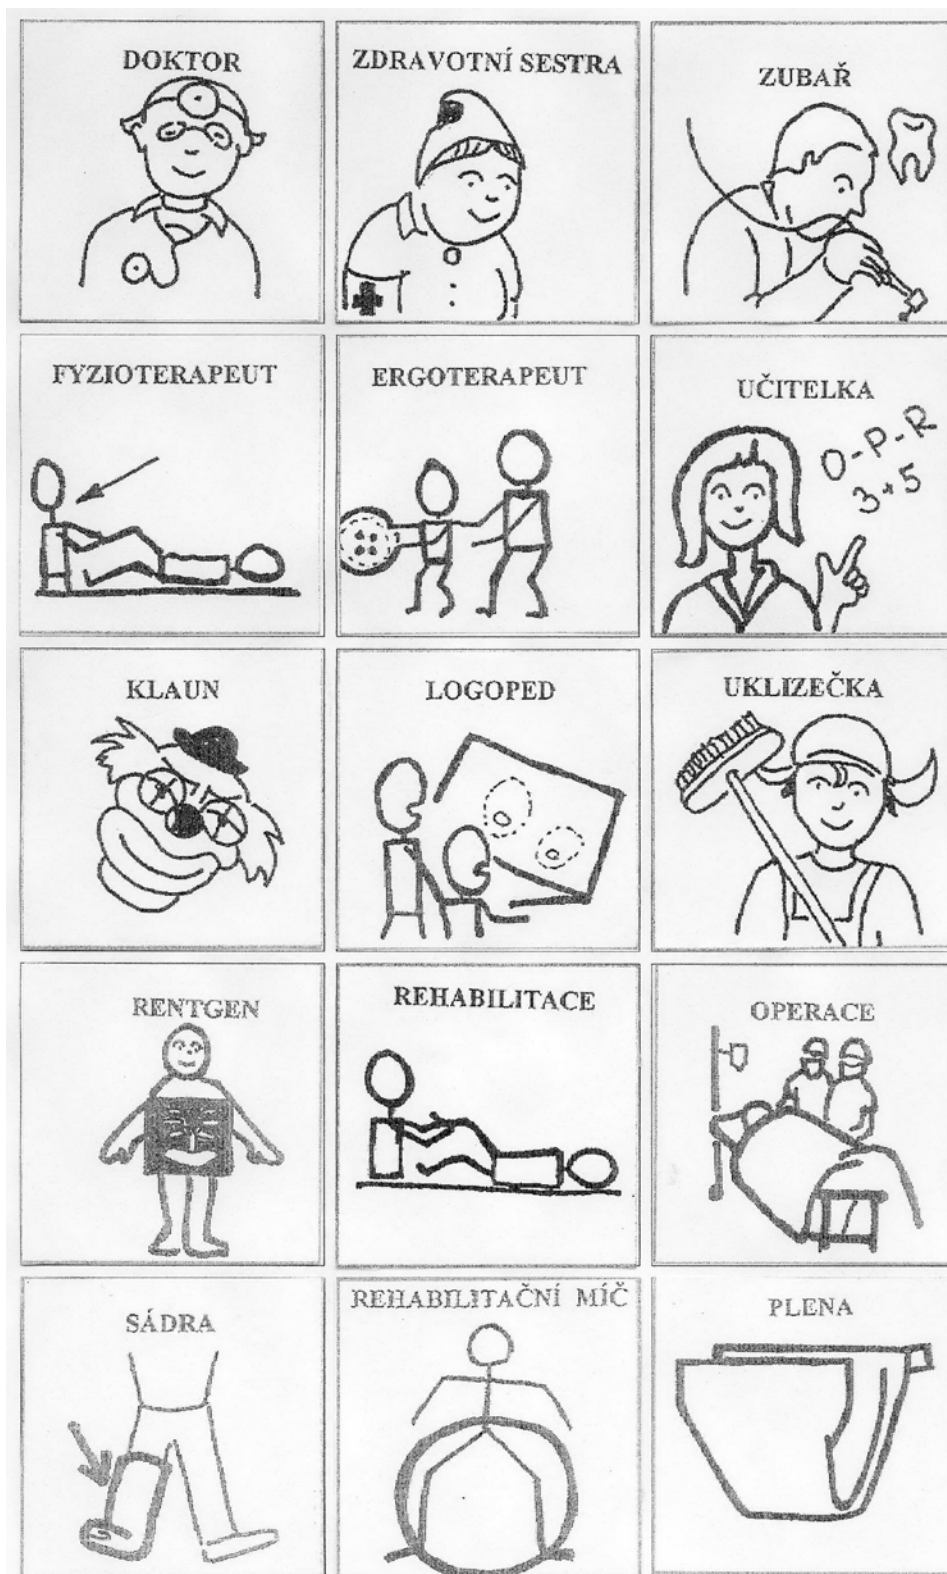 DOKTOR
ZDRAVOTNÍ SESTRA
ZUBAŘ
FYZIOTERAPEUT
ERGOTERAPEUT
UČITELKA
O-P-R
3+5
KLAUN
LOGOPED
UKLIZEČKA
RENTGEN
REHABILITACE
OPERACE
SÁDRA
REHABILITAČNÍ MÍČ
PLENA